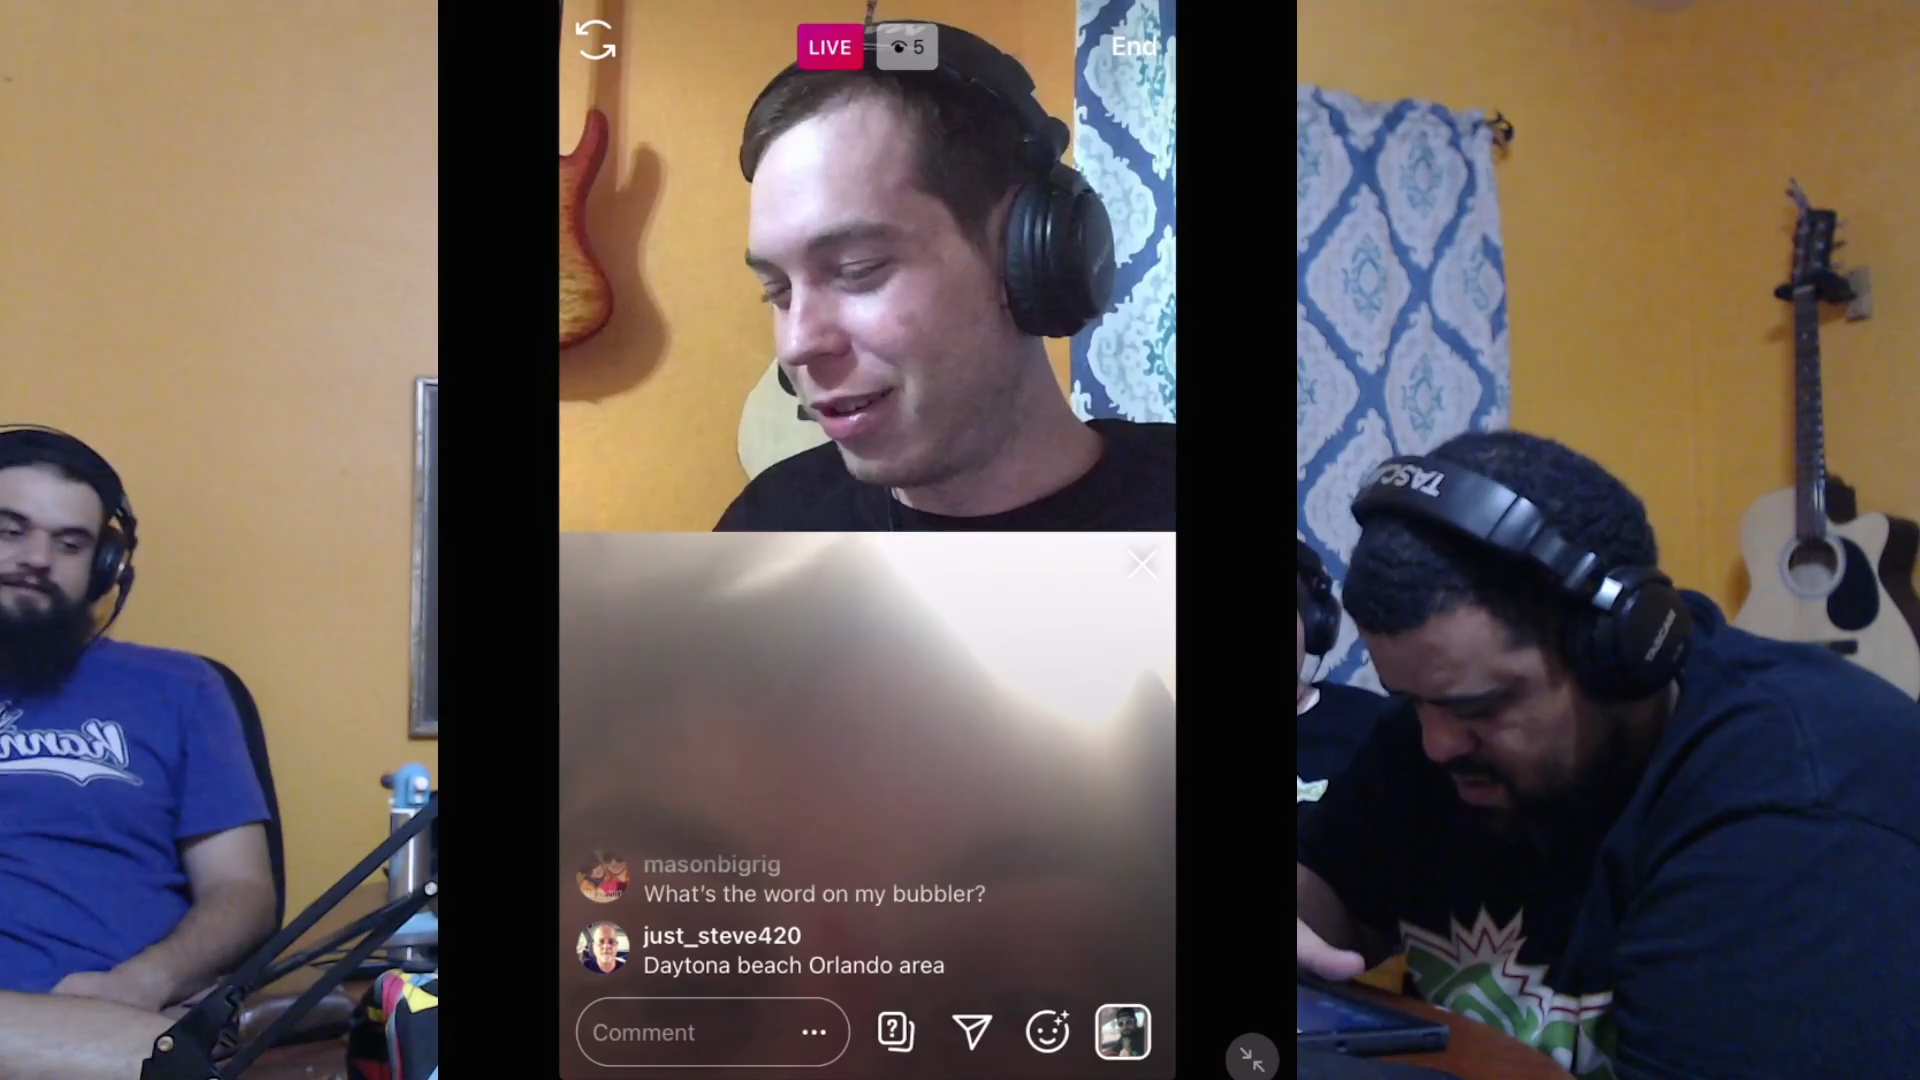 LIVE
5
End
TASCAM
masonbigrig
What's the word on my bubbler?
just_steve420
Daytona beach Orlando area
Comment